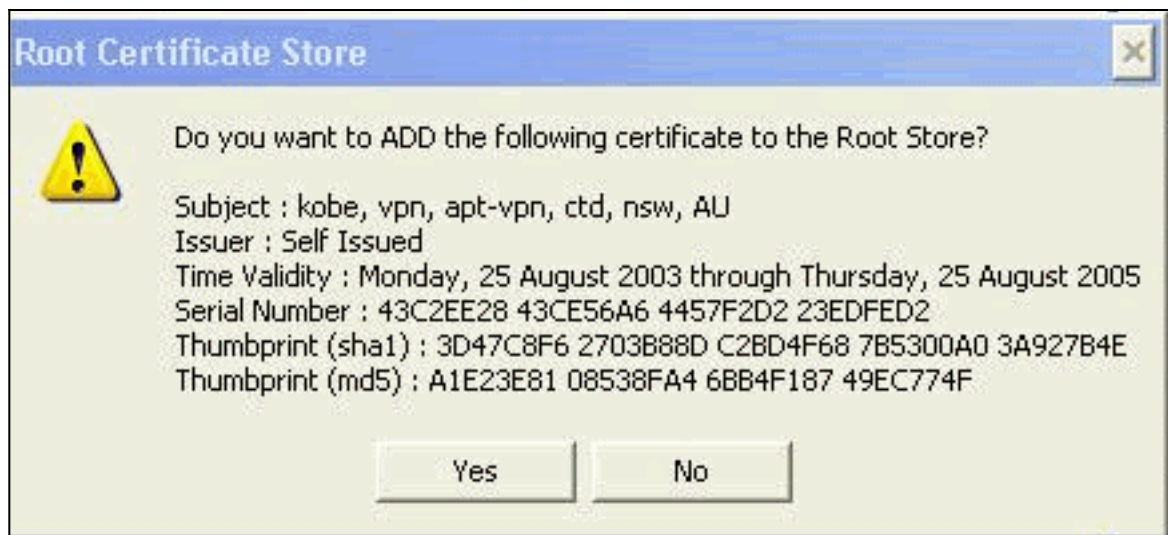 Root Certificate Store
Do you want to ADD the following certificate to the Root Store?
Subject : kobe, vpn, apt-vpn, ctd, nsw, AU
Issuer : Self Issued
Time Validity : Monday, 25 August 2003 through Thursday, 25 August 2005
Serial Number : 43C2EE28 43CE56A6 4457F2D2 23EDFED2
Thumbprint (sha1) : 3D47C8F6 2703B88D C2BD4F68 7B5300A0 3A927B4E
Thumbprint (md5) : A1E23E81 08538FA4 6BB4F187 49EC774F
Yes No